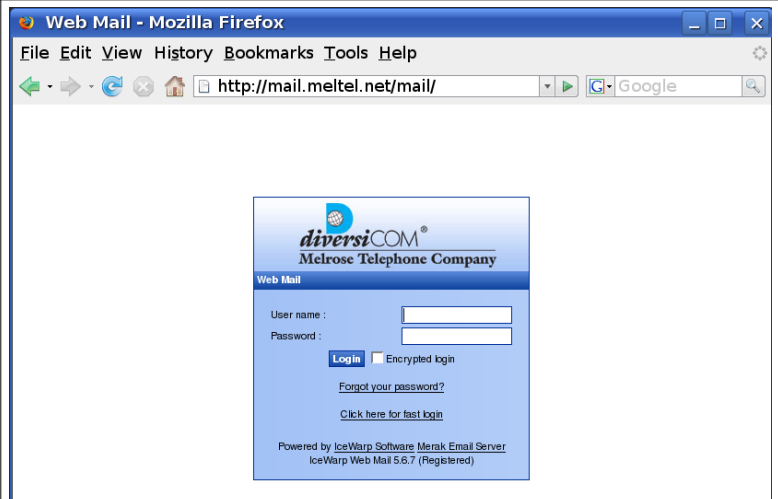 Web Mail - Mozilla Firefox
File Edit View History Bookmarks Tools Help
http://mail.meltel.net/mail/ G Google
diversiCOM®
Melrose Telephone Company
Web Mail
User name :
Password :
Login Encrypted login
Forgot your password?
Click here for fast login
Powered by IceWarp Software Merak Email Server
IceWarp Web Mail 5.6.7 (Registered)